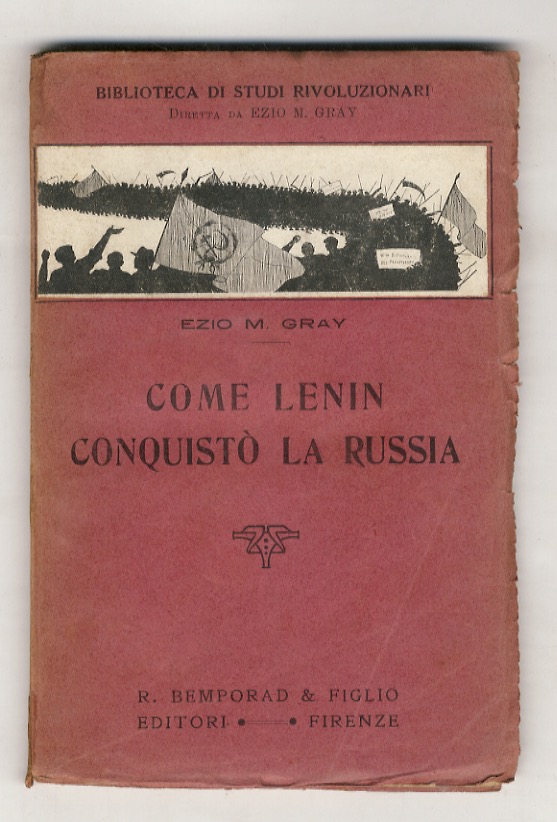 BIBLIOTECA DI STUDI RIVOLUZIONARI
DIRETTA DA EZIO M. GRAY
EZIO M. GRAY
COME LENIN
CONQUISTÒ LA RUSSIA
R. BEMPORAD & FIGLIO
EDITORI FIRENZE